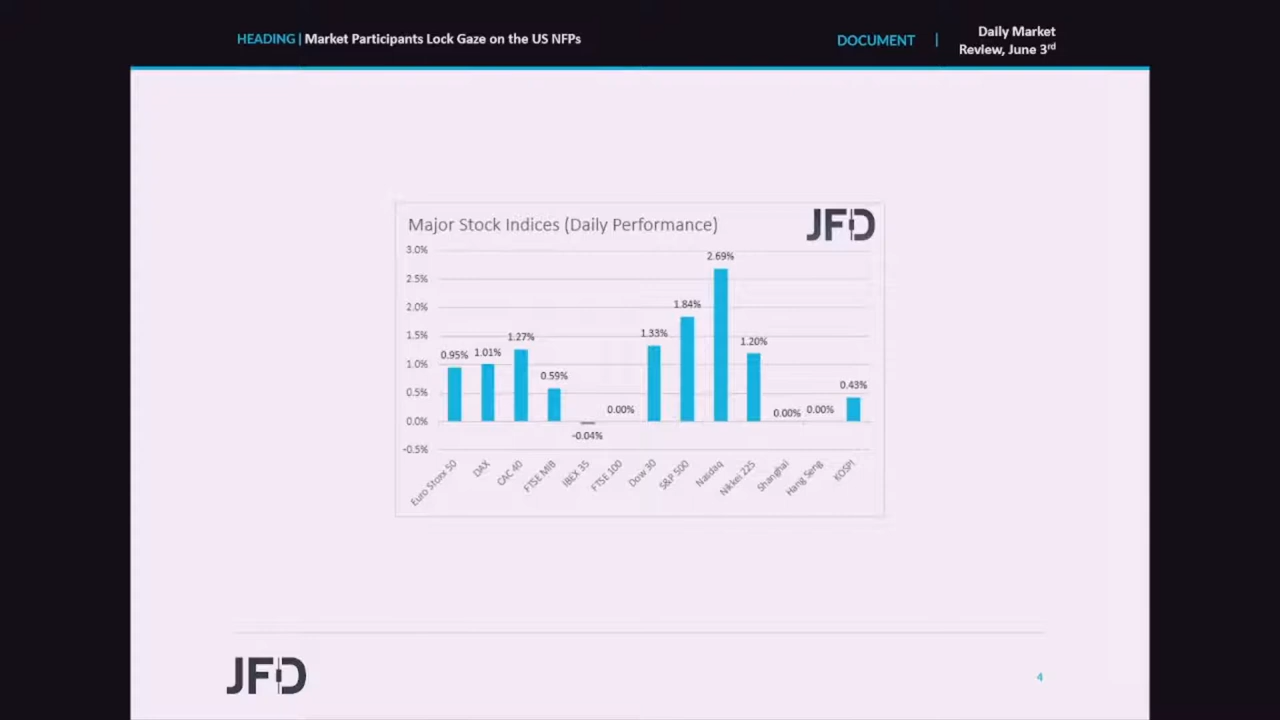 HEADING | Market Participants Lock Gaze on the US NFPs
DOCUMENT |
Daily Market
Review, June 3rd
Major Stock Indices (Daily Performance)
JFD
3.0%
2.5%
2.0%
1.5%
1.0%
0.5%
0.0%
-0.5%
0.95%
1.01%
1.27%
0.59%
-0.04%
0.00%
1.33%
1.84%
2.69%
1.20%
0.00%
0.00%
0.43%
Euro Stoxx 50
DAX
CAC 40
FTSE MIB
IBEX 35
FTSE 100
Dow 30
S&P 500
Nasdaq
Nikkei 225
Shanghai
Hang Seng
KOSPI
JFD
4